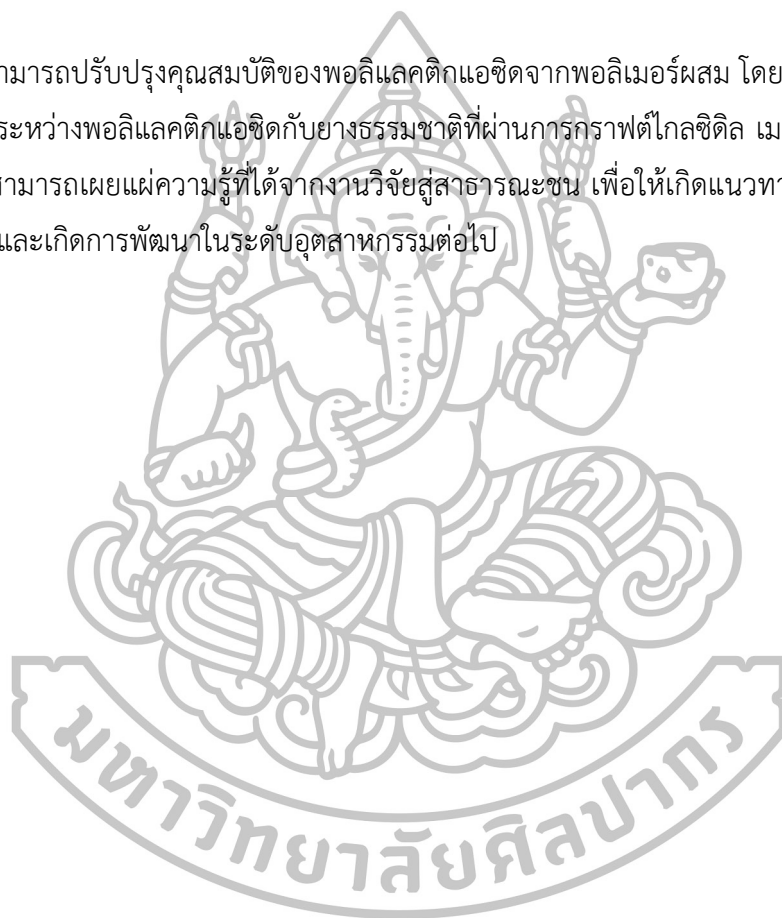 ามารถปรับปรุงคุณสมบัติของพอลิแลคติกแอซิดจากพอลิเมอร์ผสม โดย
ระหว่างพอลิแลคติกแอซิดกับยางธรรมชาติที่ผ่านการกราฟต์ไกลซิดิล เม
สามารถเผยแผ่ความรู้ที่ได้จากงานวิจัยสู่สาธารณะชน เพื่อให้เกิดแนวทา
และเกิดการพัฒนาในระดับอุตสาหกรรมต่อไป
มหาวิทยาลัยศิลปากร